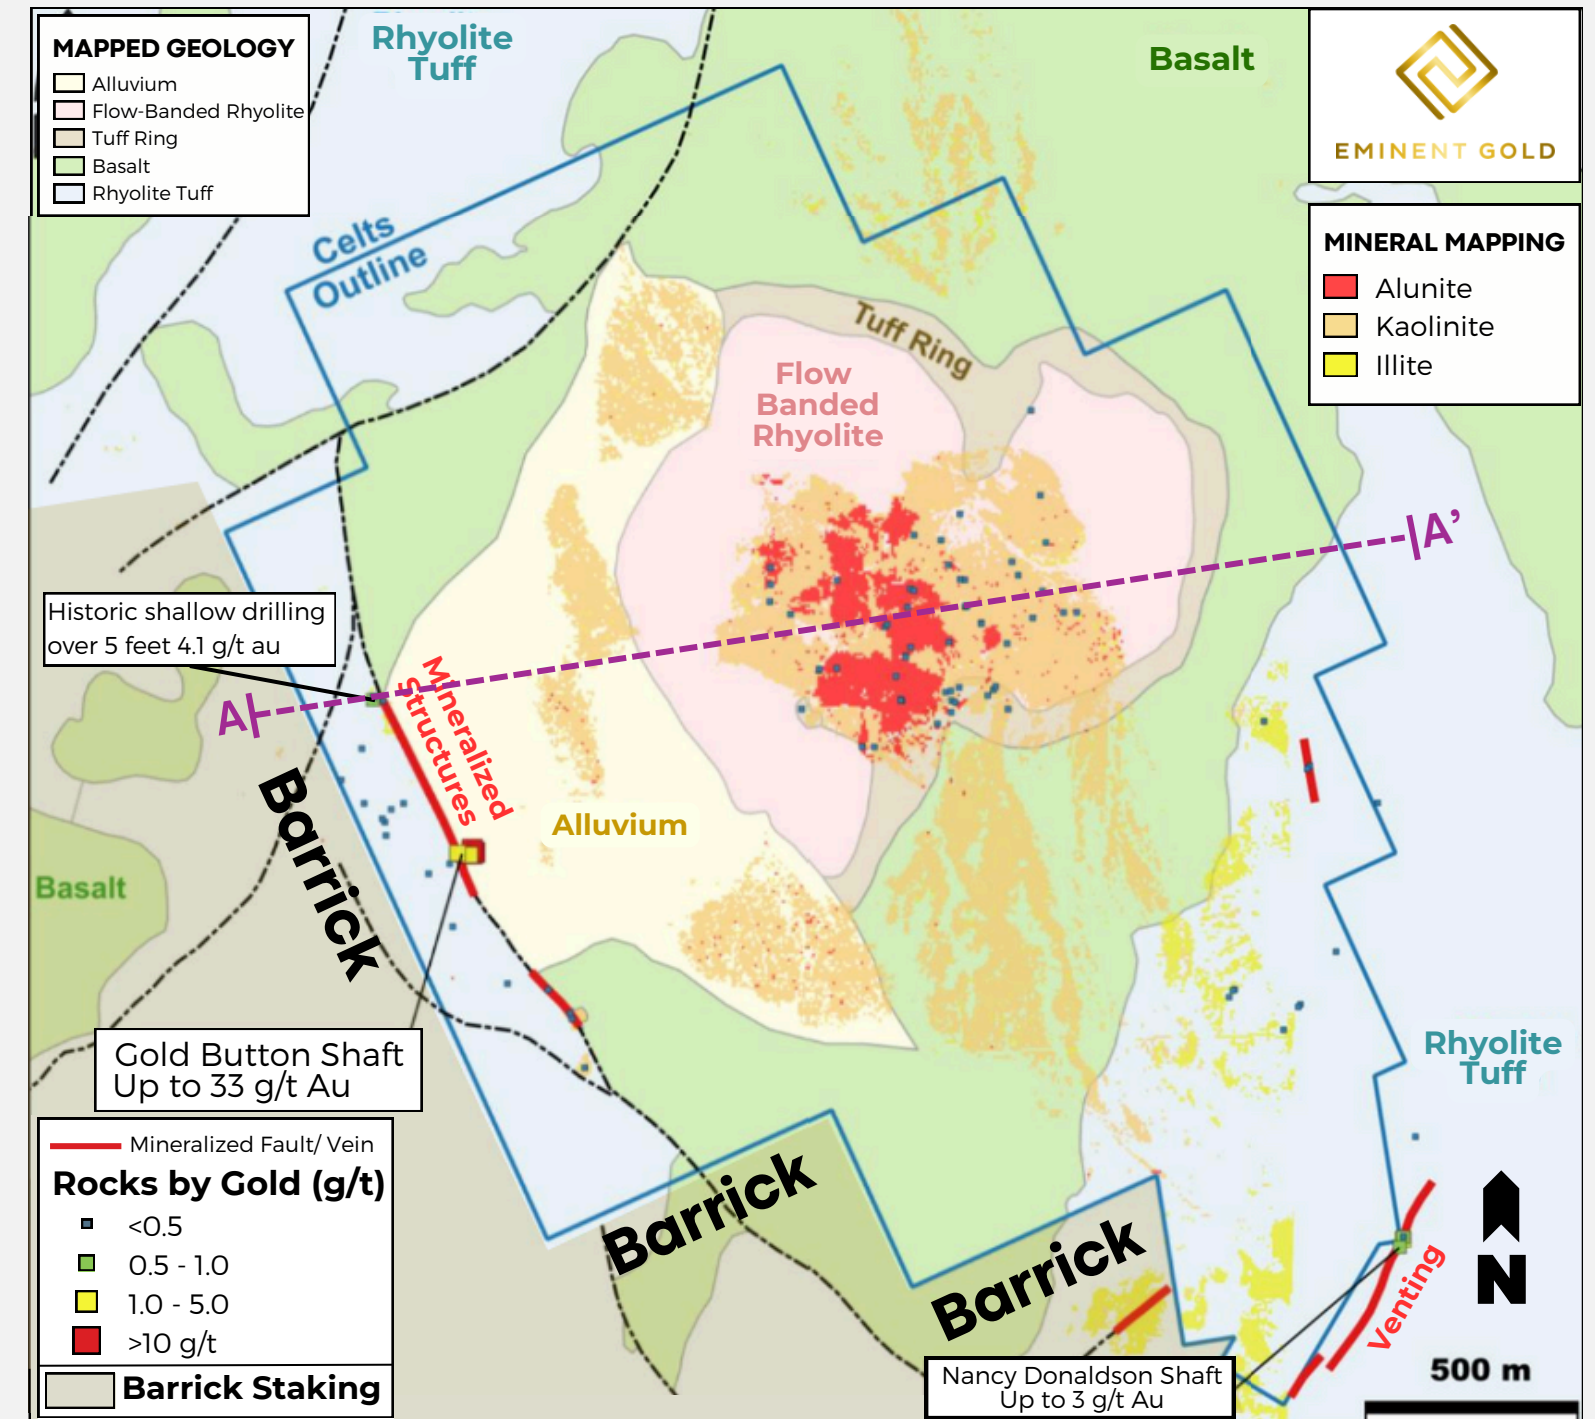 MAPPED GEOLOGY
Alluvium
Flow-Banded Rhyolite
Tuff Ring
Basalt
Rhyolite Tuff
Rhyolite
Tuff
Basalt
EMINENT GOLD
MINERAL MAPPING
Alunite
Kaolinite
Illite
Celts
Outline
Tuff Ring
Flow
Banded
Rhyolite
A'
Historic shallow drilling
over 5 feet 4.1 g/t au
A
Mineralized
Structures
Barrick
Alluvium
Basalt
Gold Button Shaft
Up to 33 g/t Au
Rhyolite
Tuff
Mineralized Fault/ Vein
Rocks by Gold (g/t)
<0.5
0.5 - 1.0
1.0 - 5.0
>10 g/t
Barrick Staking
Barrick
Barrick
Nancy Donaldson Shaft
Up to 3 g/t Au
Venting
N
500 m